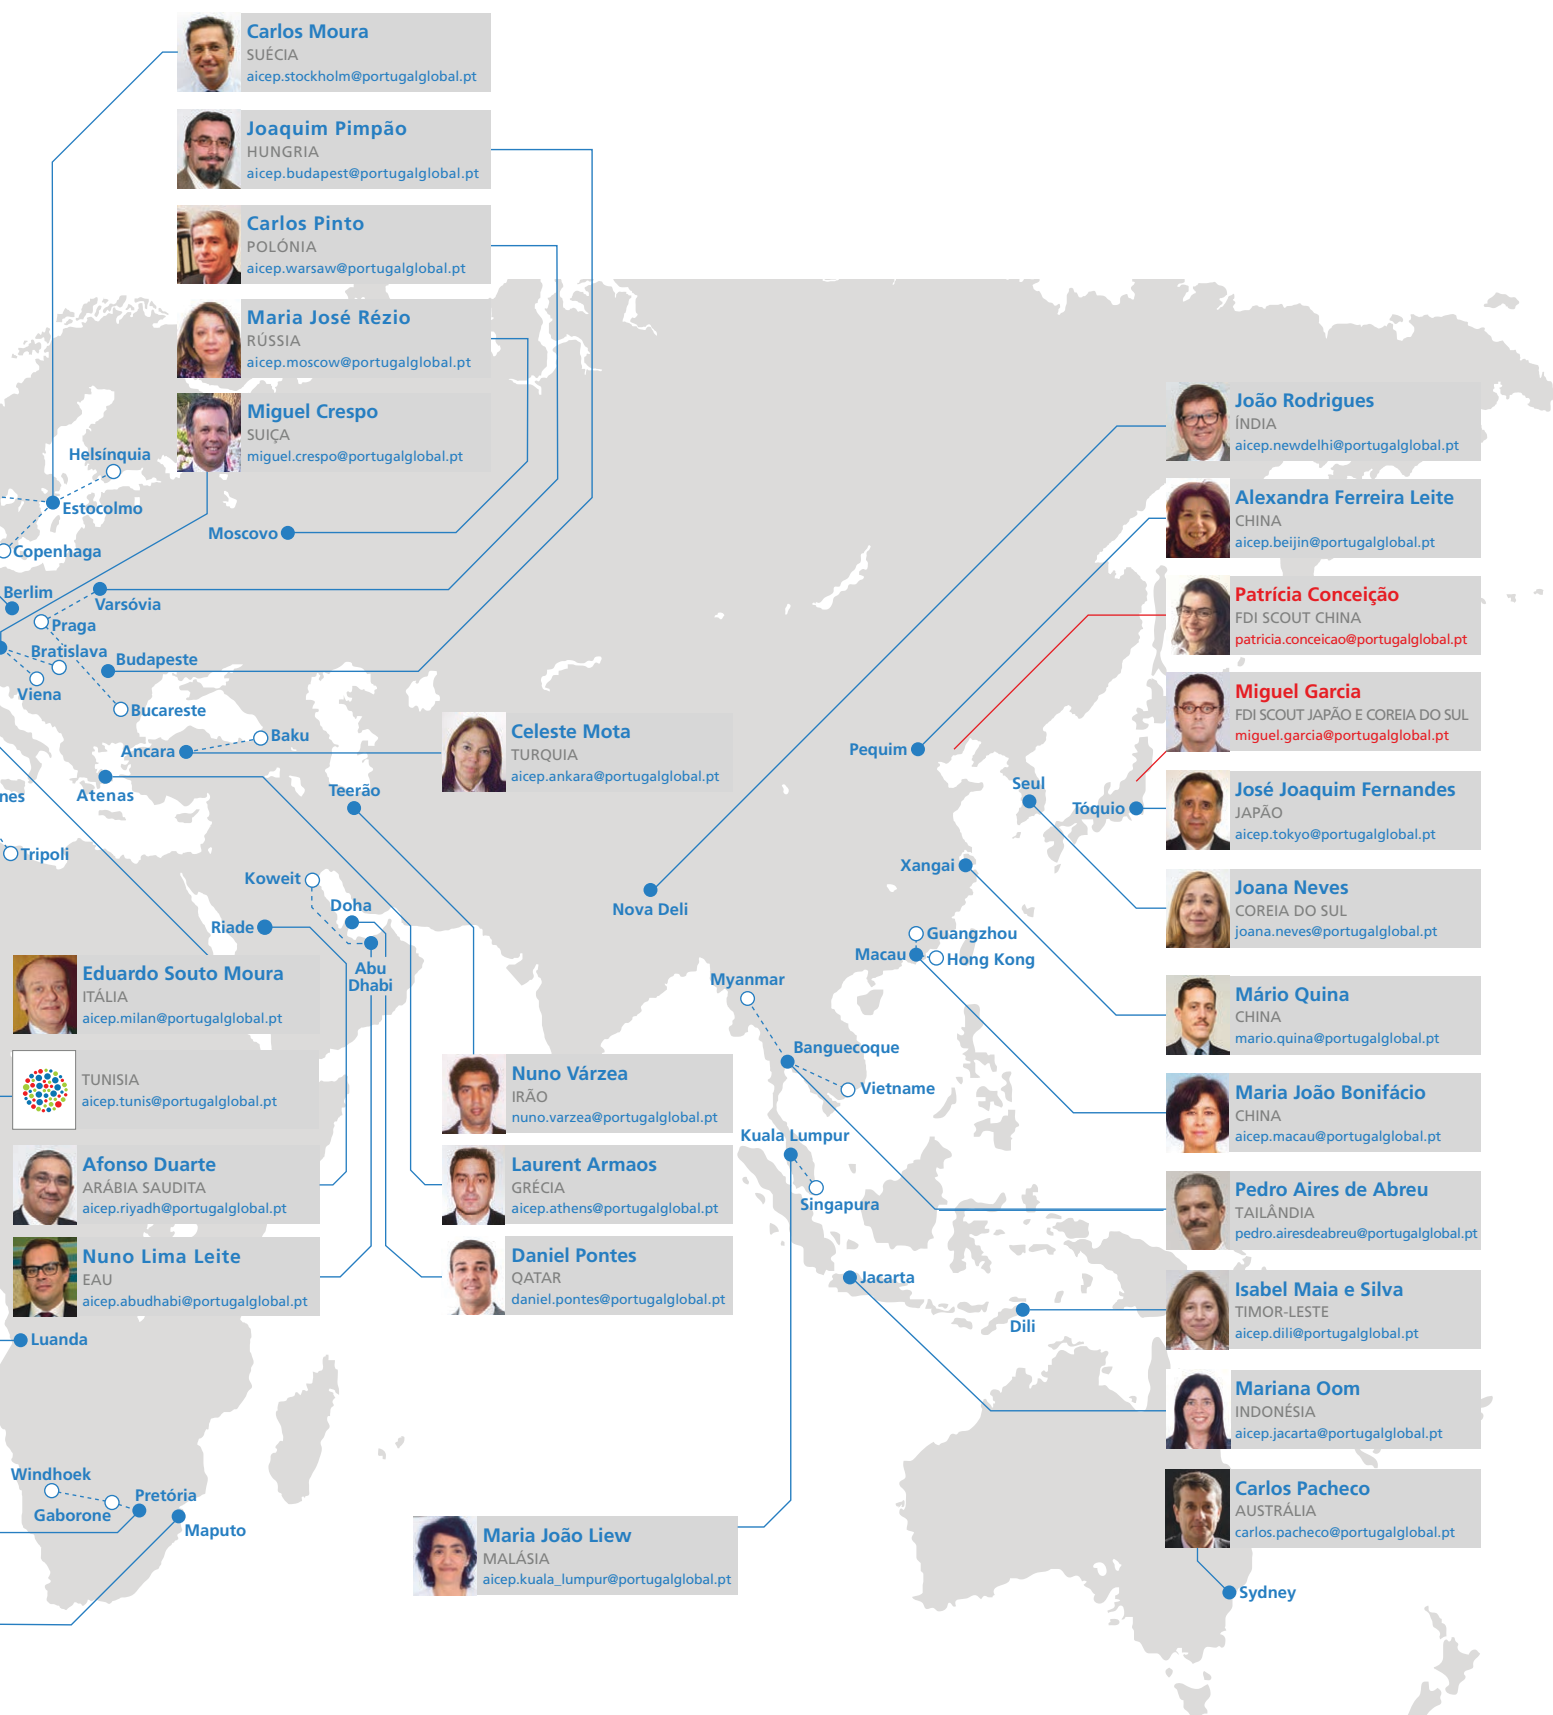 Carlos Moura
SUÉCIA
aicep.stockholm@portugalglobal.pt
Joaquim Pimpão
HUNGRIA
aicep.budapest@portugalglobal.pt
Carlos Pinto
POLÓNIA
aicep.warsaw@portugalglobal.pt
Maria José Rézio
RÚSSIA
aicep.moscow@portugalglobal.pt
Miguel Crespo
SUIÇA
miguel.crespo@portugalglobal.pt
João Rodrigues
ÍNDIA
aicep.newdelhi@portugalglobal.pt
Alexandra Ferreira Leite
CHINA
aicep.beijin@portugalglobal.pt
Patrícia Conceição
FDI SCOUT CHINA
patricia.conceicao@portugalglobal.pt
Miguel Garcia
FDI SCOUT JAPÃO E COREIA DO SUL
miguel.garcia@portugalglobal.pt
José Joaquim Fernandes
JAPÃO
aicep.tokyo@portugalglobal.pt
Joana Neves
COREIA DO SUL
joana.neves@portugalglobal.pt
Mário Quina
CHINA
mario.quina@portugalglobal.pt
Maria João Bonifácio
CHINA
aicep.macau@portugalglobal.pt
Pedro Aires de Abreu
TAILÂNDIA
pedro.airesdeabreu@portugalglobal.pt
Isabel Maia e Silva
TIMOR-LESTE
aicep.dili@portugalglobal.pt
Mariana Oom
INDONÉSIA
aicep.jacarta@portugalglobal.pt
Carlos Pacheco
AUSTRÁLIA
carlos.pacheco@portugalglobal.pt
Sydney
Helsínquia
Estocolmo
Copenhaga
Moscovo
Berlim
Varsóvia
Praga
Bratislava
Budapeste
Viena
Bucareste
Baku
Ancara
Celeste Mota
TURQUIA
aicep.ankara@portugalglobal.pt
nes
Atenas
Teerão
Tripoli
Koweit
Doha
Riade
Abu
Dhabi
Pequim
Seul
Tóquio
Xangai
Nova Deli
Guangzhou
Macau
Hong Kong
Myanmar
Banguecoque
Vietname
Kuala Lumpur
Singapura
Jacarta
Dili
Eduardo Souto Moura
ITÁLIA
aicep.milan@portugalglobal.pt
TUNISIA
aicep.tunis@portugalglobal.pt
Afonso Duarte
ARÁBIA SAUDITA
aicep.riyadh@portugalglobal.pt
Nuno Lima Leite
EAU
aicep.abudhabi@portugalglobal.pt
Nuno Várzea
IRÃO
nuno.varzea@portugalglobal.pt
Laurent Armaos
GRÉCIA
aicep.athens@portugalglobal.pt
Daniel Pontes
QATAR
daniel.pontes@portugalglobal.pt
Luanda
Windhoek
Gaborone
Pretória
Maputo
Maria João Liew
MALÁSIA
aicep.kuala_lumpur@portugalglobal.pt